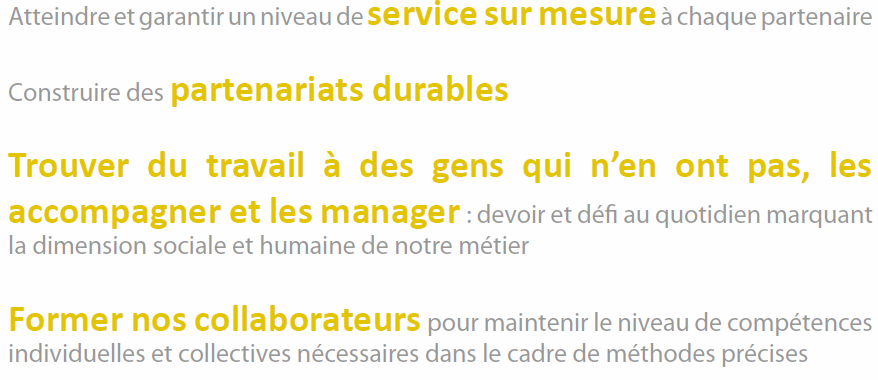 Atteindre et garantir un niveau de service sur mesure à chaque partenaire
Construire des partenariats durables
Trouver du travail à des gens qui n’en ont pas, les
accompagner et les manager : devoir et défi au quotidien marquant
la dimension sociale et humaine de notre métier
Former nos collaborateurs pour maintenir le niveau de compétences
individuelles et collectives nécessaires dans le cadre de méthodes précises